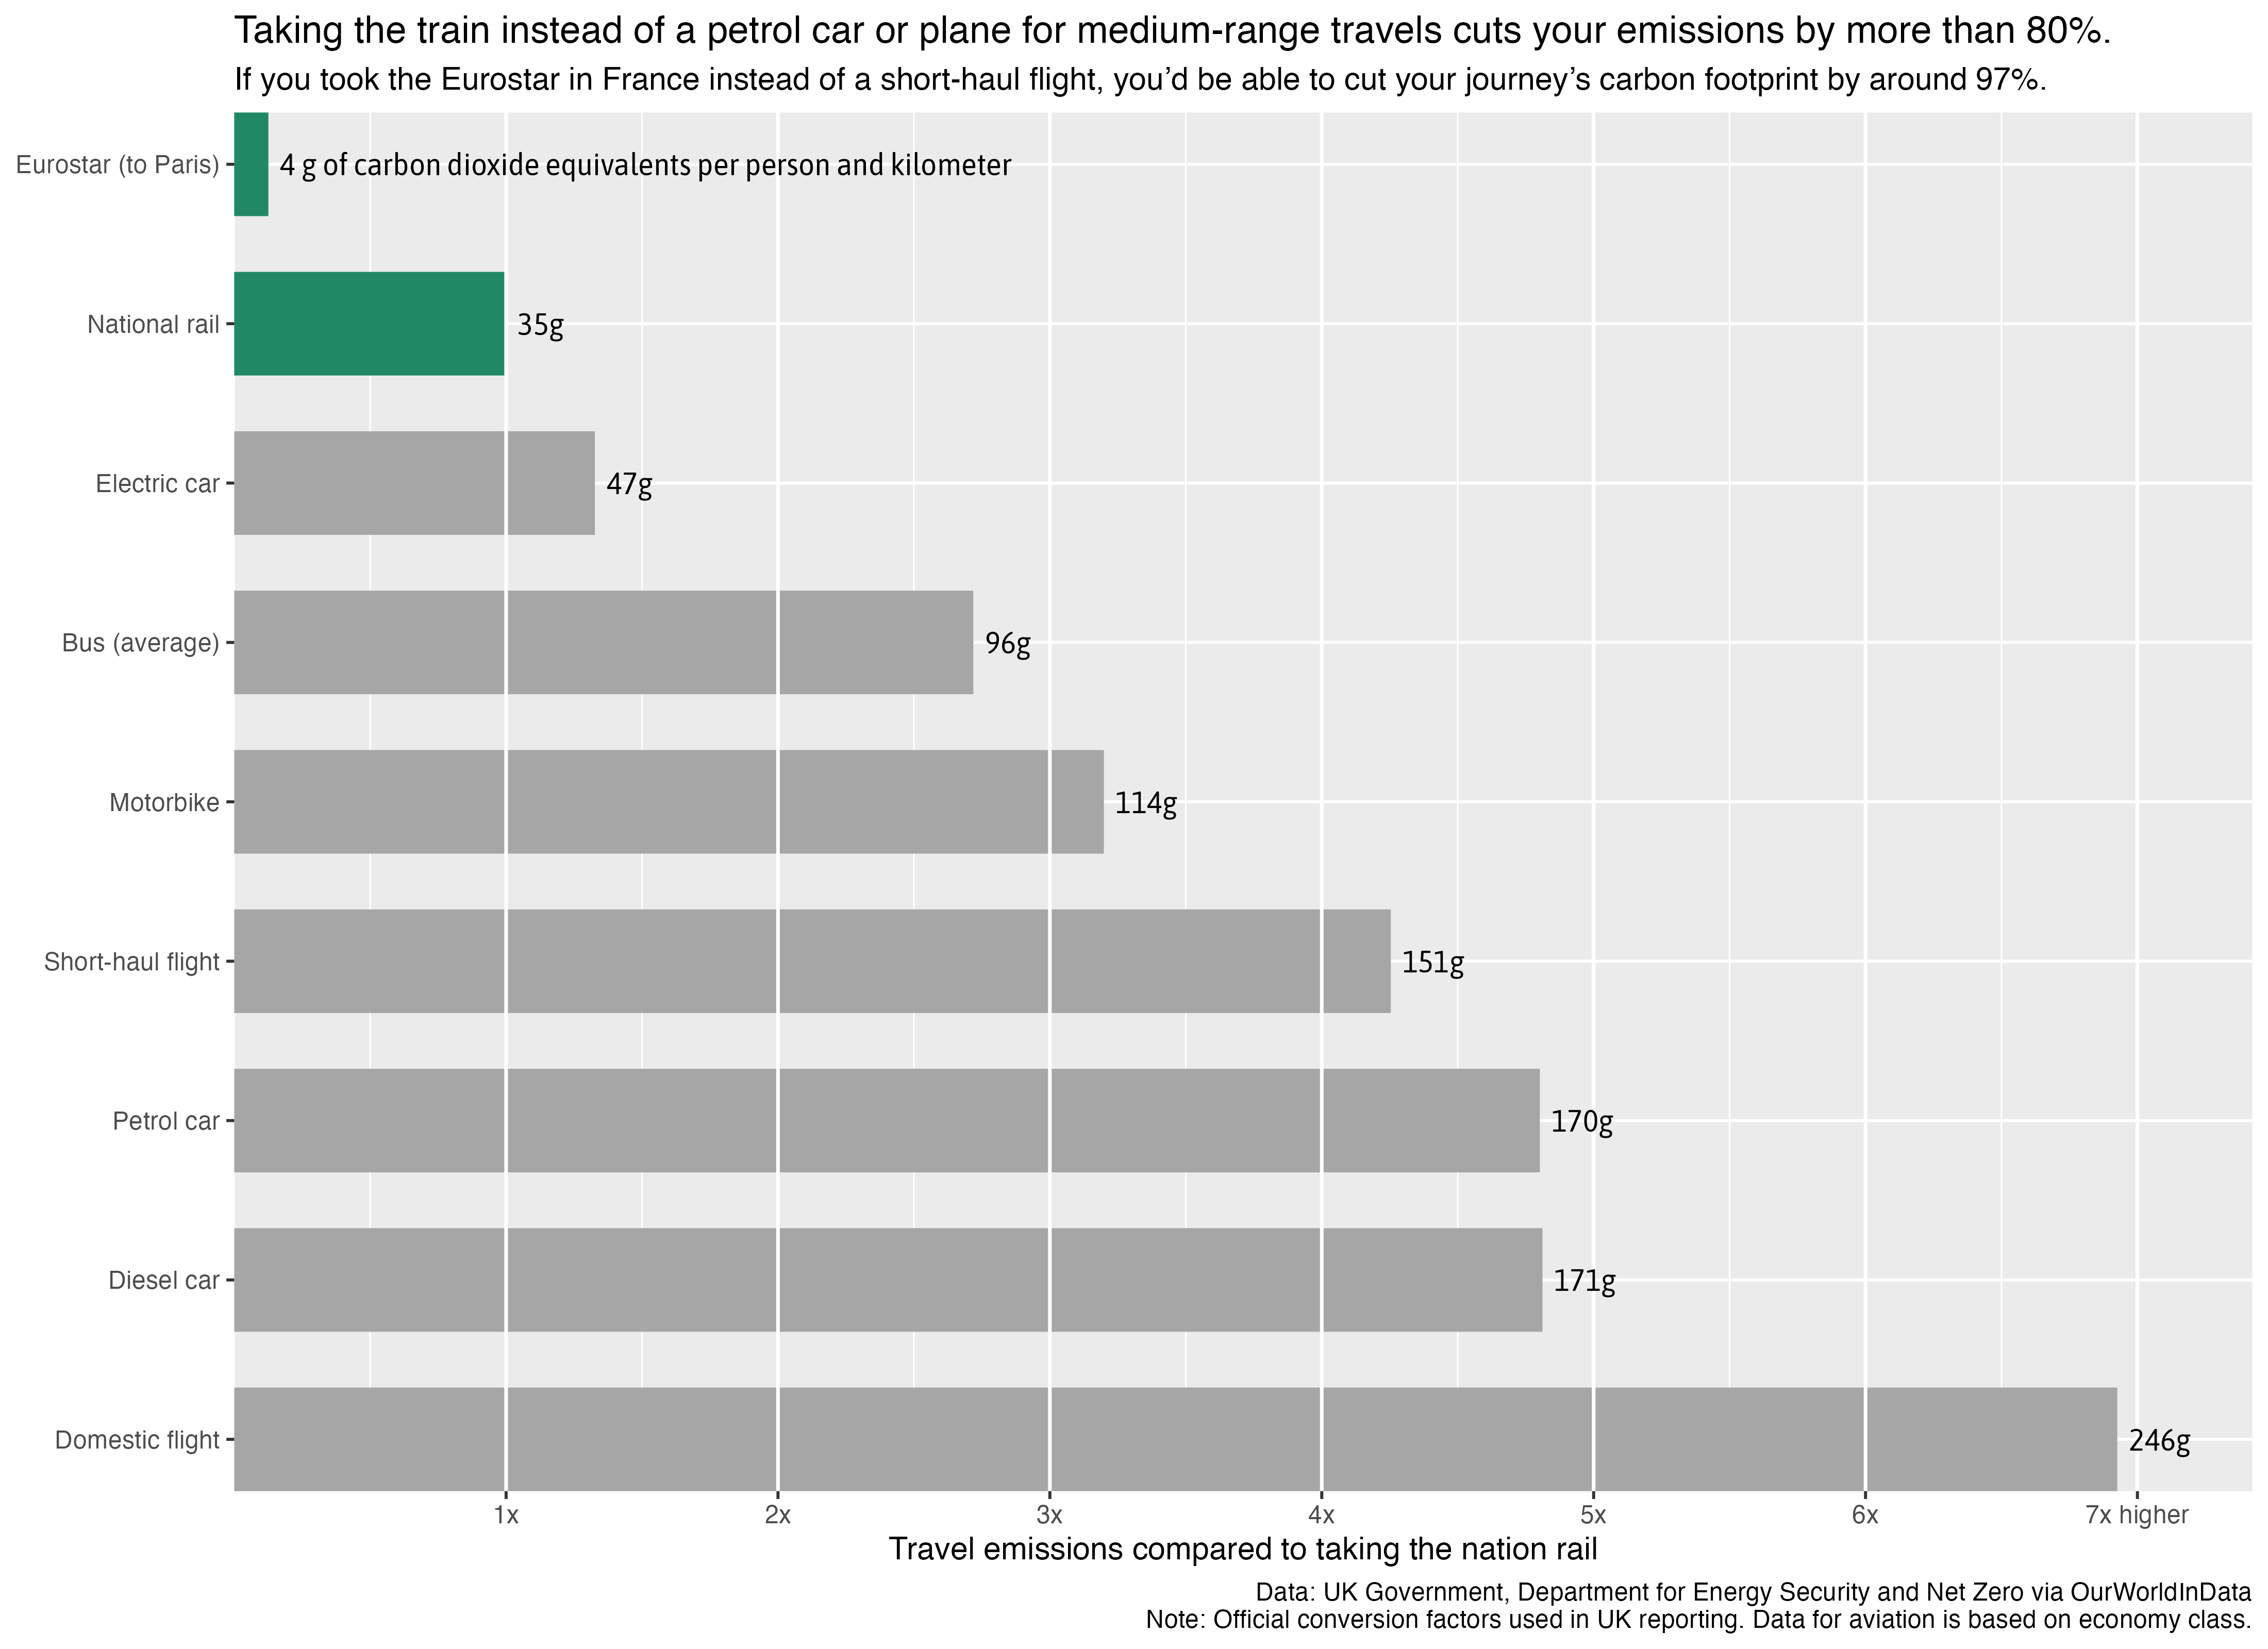 Taking the train instead of a petrol car or plane for medium-range travels cuts your emissions by more than 80%.
If you took the Eurostar in France instead of a short-haul flight, you’d be able to cut your journey’s carbon footprint by around 97%.
Eurostar (to Paris)
4 g of carbon dioxide equivalents per person and kilometer
National rail
35g
Electric car
47g
Bus (average)
96g
Motorbike
114g
Short-haul flight
151g
Petrol car
170g
Diesel car
171g
Domestic flight
246g
1x
2x
3x
4x
5x
6x
7x higher
Travel emissions compared to taking the nation rail
Data: UK Government, Department for Energy Security and Net Zero via OurWorldInData
Note: Official conversion factors used in UK reporting. Data for aviation is based on economy class.